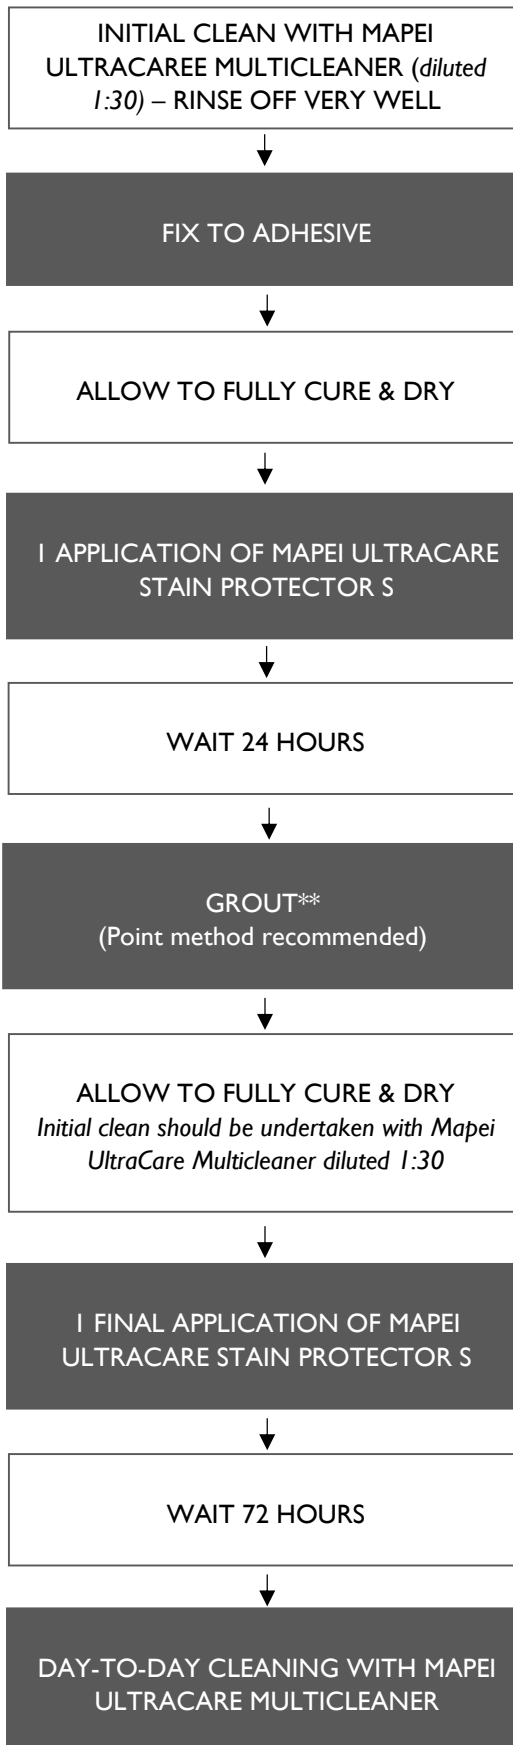 INITIAL CLEAN WITH MAPEI
ULTRACAREE MULTICLEANER (diluted
1:30) – RINSE OFF VERY WELL
FIX TO ADHESIVE
ALLOW TO FULLY CURE & DRY
1 APPLICATION OF MAPEI ULTRACARE
STAIN PROTECTOR S
WAIT 24 HOURS
GROUT**
(Point method recommended)
ALLOW TO FULLY CURE & DRY
Initial clean should be undertaken with Mapei
UltraCare Multicleaner diluted 1:30
1 FINAL APPLICATION OF MAPEI
ULTRACARE STAIN PROTECTOR S
WAIT 72 HOURS
DAY-TO-DAY CLEANING WITH MAPEI
ULTRACARE MULTICLEANER